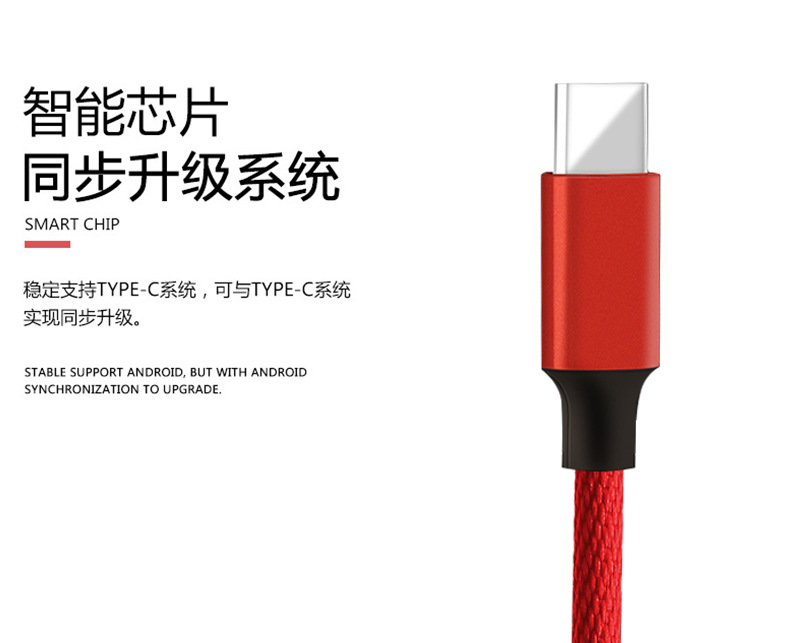 智能芯片
同步升级系统
SMART CHIP
稳定支持TYPE-C系统，可与TYPE-C系统
实现同步升级。
STABLE SUPPORT ANDROID, BUT WITH ANDROID
SYNCHRONIZATION TO UPGRADE.